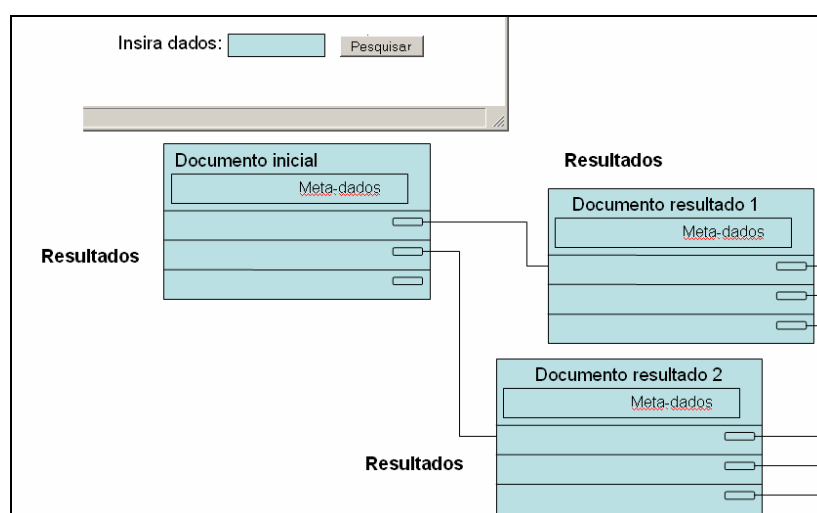 Insira dados:
Pesquisar
Documento inicial
Meta-dados
Resultados
Resultados
Documento resultado 1
Meta-dados
Documento resultado 2
Meta-dados
Resultados